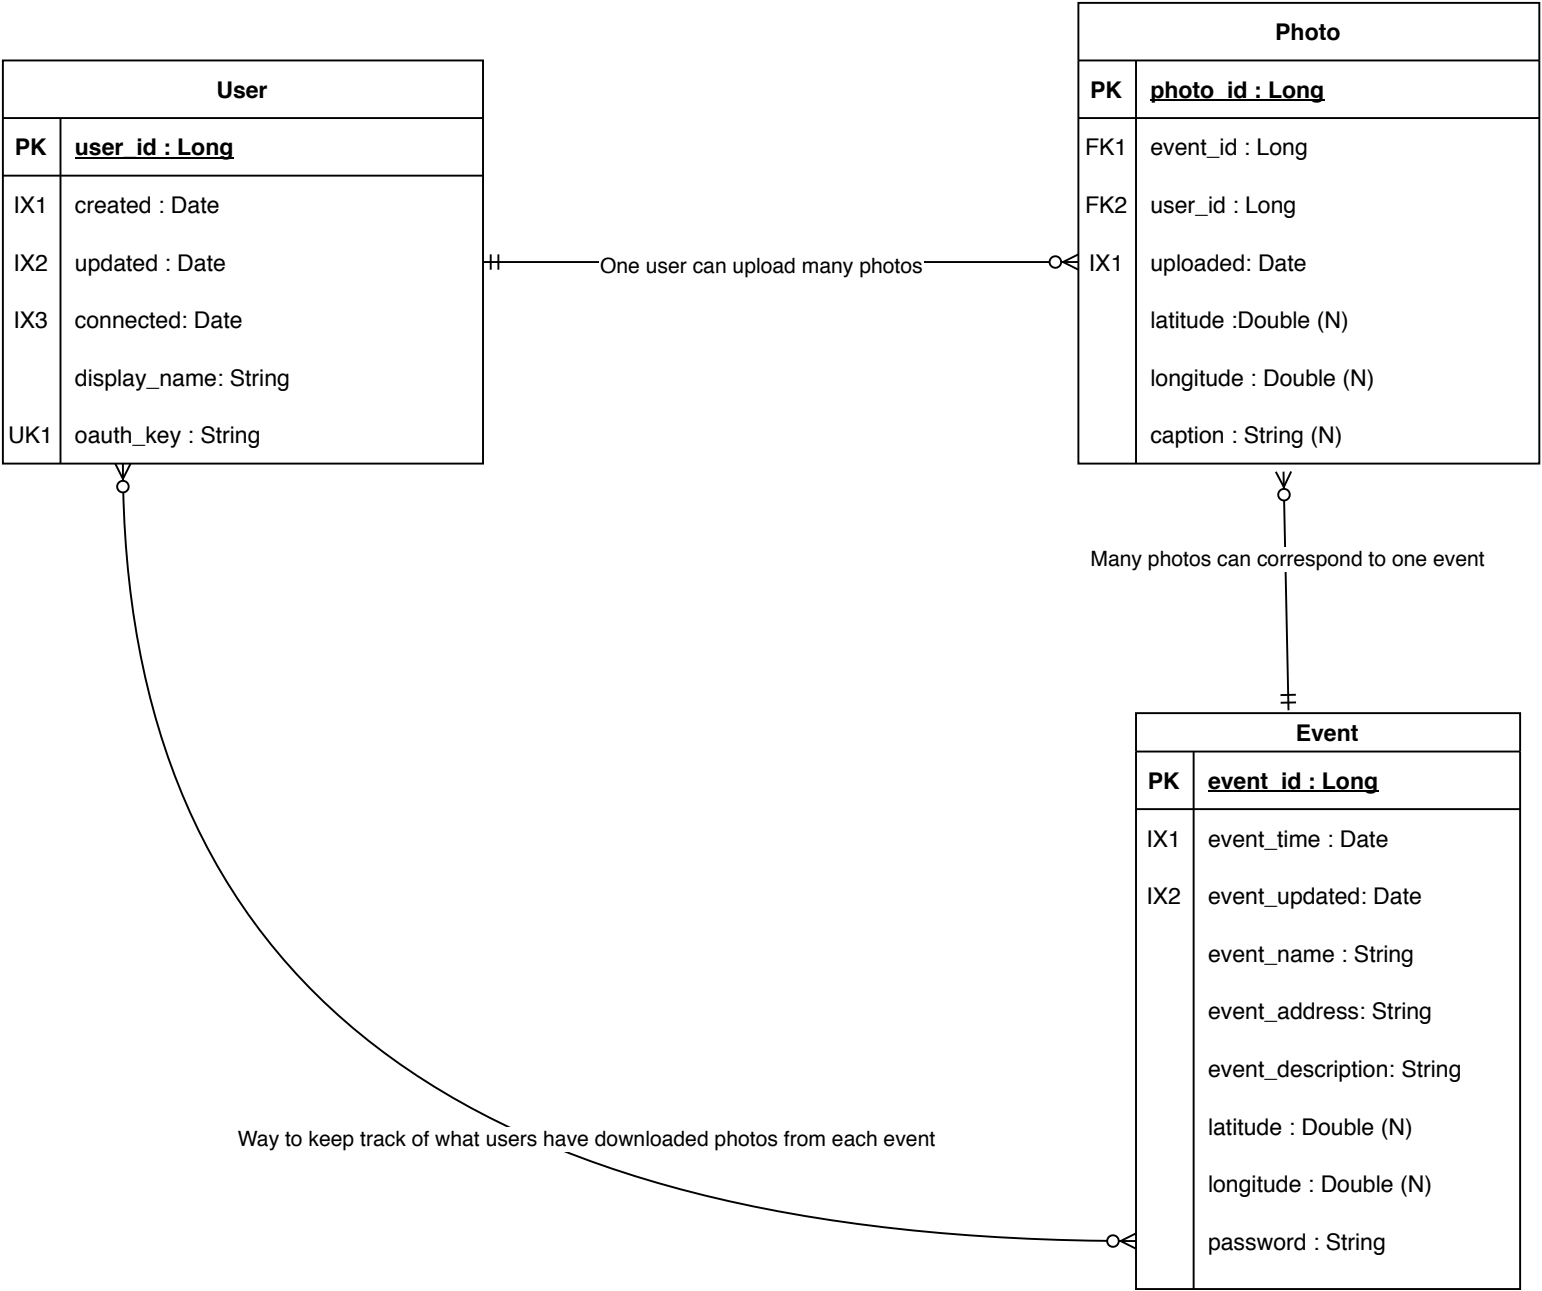 User
PK user_id : Long
IX1 created : Date
IX2 updated : Date
IX3 connected: Date
display_name: String
UK1 oauth_key : String
One user can upload many photos
Photo
PK photo_id : Long
FK1 event_id : Long
FK2 user_id : Long
IX1 uploaded: Date
latitude :Double (N)
longitude : Double (N)
caption : String (N)
Many photos can correspond to one event
Event
PK event_id : Long
IX1 event_time : Date
IX2 event_updated: Date
event_name : String
event_address: String
event_description: String
latitude : Double (N)
longitude : Double (N)
password : String
Way to keep track of what users have downloaded photos from each event